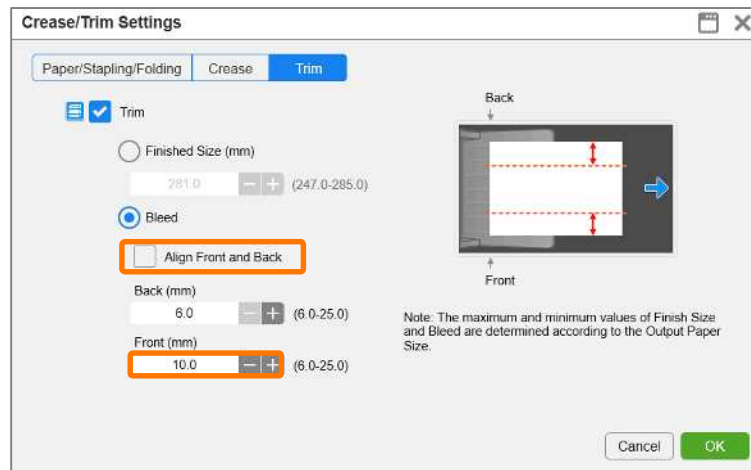 Crease/Trim Settings
Paper/Stapling/Folding Crease Trim
Trim
Finished Size (mm)
281.0 (247.0-285.0)
Bleed
Align Front and Back
Back (mm)
6.0 (6.0-25.0)
Front (mm)
10.0 (6.0-25.0)
Back
Front
Note: The maximum and minimum values of Finish Size
and Bleed are determined according to the Output Paper
Size.
Cancel OK